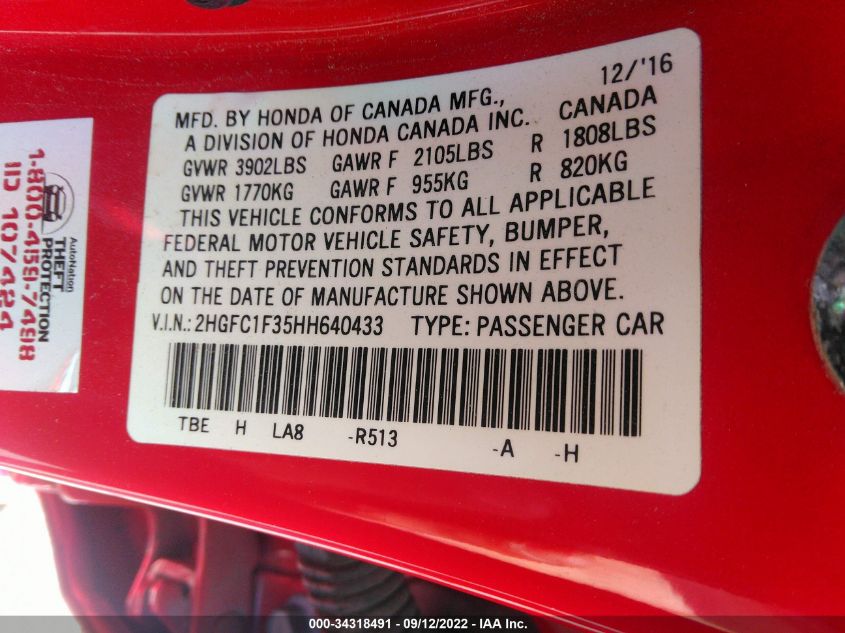 12/'16
MFD. BY HONDA OF CANADA MFG.,
A DIVISION OF HONDA CANADA INC. CANADA
GVWR 3902LBS GAWR F 2105LBS R 1808LBS
GVWR 1770KG GAWR F 955KG R 820KG
THIS VEHICLE CONFORMS TO ALL APPLICABLE
FEDERAL MOTOR VEHICLE SAFETY, BUMPER,
AND THEFT PREVENTION STANDARDS IN EFFECT
ON THE DATE OF MANUFACTURE SHOWN ABOVE.
V.I.N.: 2HGFC1F35HH640433 TYPE: PASSENGER CAR
TBE H LA8 -R513 -A -H
AutoNation
THEFT
PROTECTION
1-800-459-7498
ID 107424
000-34318491 - 09/12/2022 - IAA Inc.